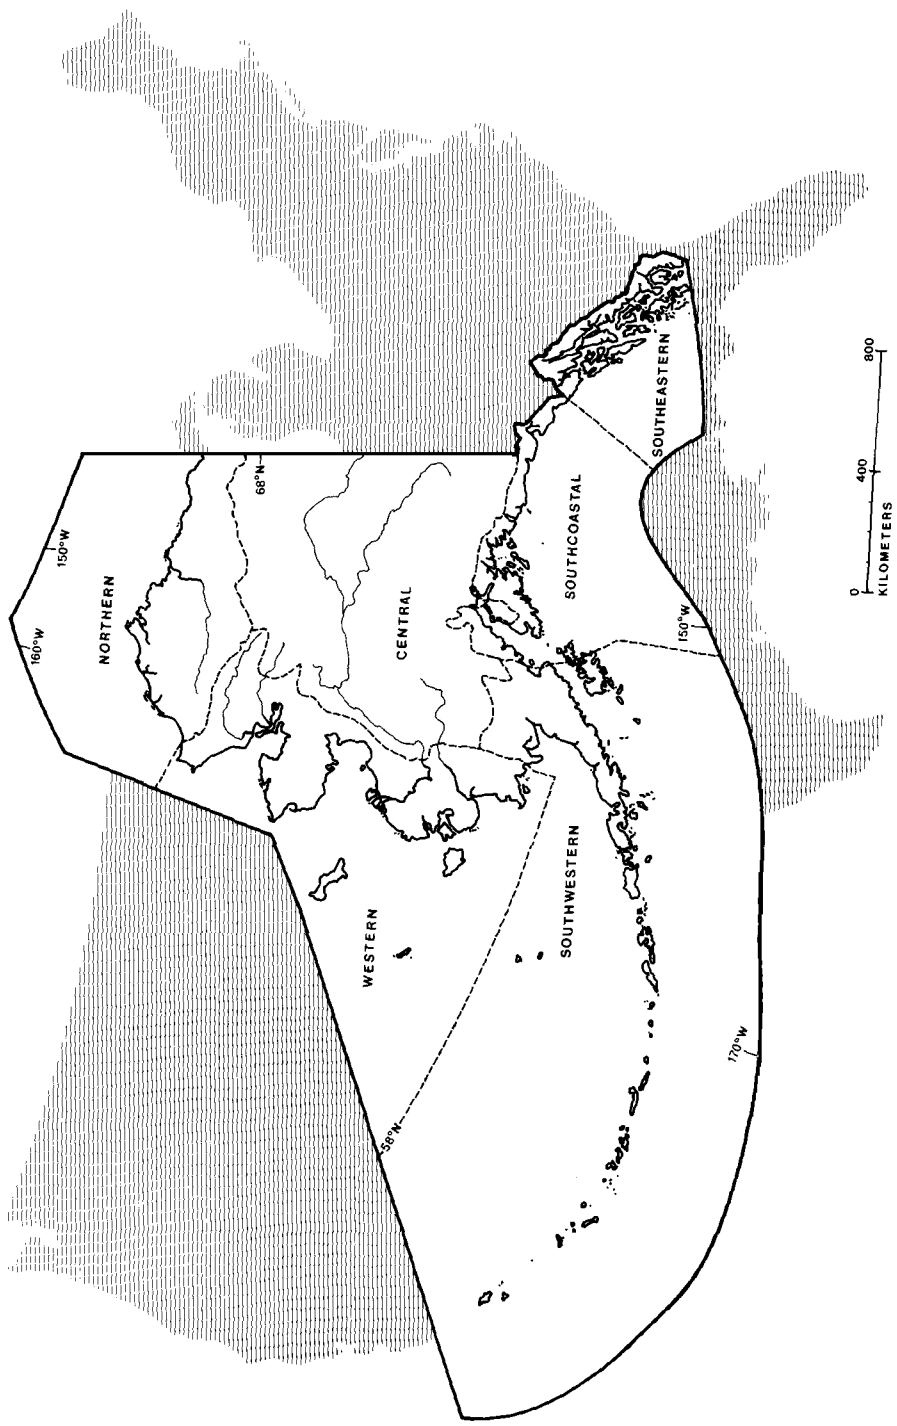 150°W
160°W
NORTHERN
68°N
CENTRAL
SOUTHCOASTAL
SOUTHEASTERN
150°W
WESTERN
SOUTHWESTERN
58°N
170°W
0 400 800
KILOMETERS